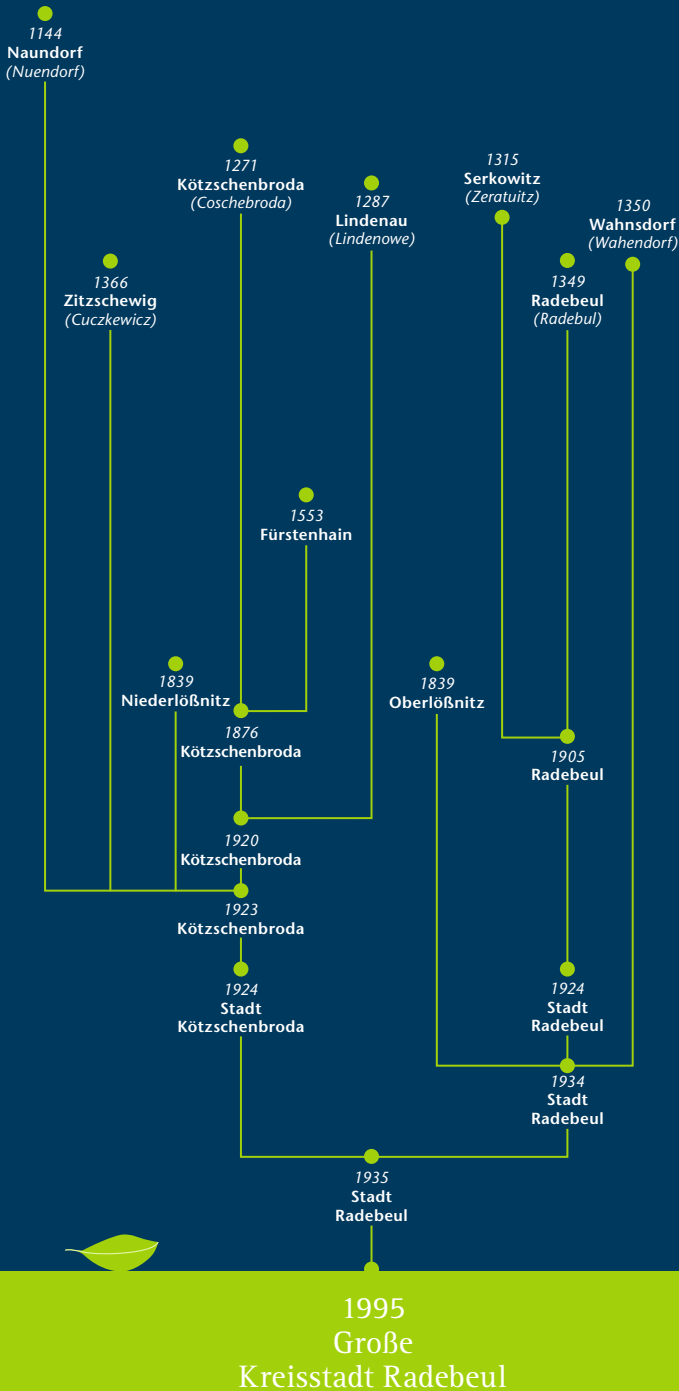 1144
Naundorf
(Nuendorf)
1271
Kötzschenbroda
(Coschebroda)
1287
Lindenau
(Lindenowe)
1315
Serkowitz
(Zeratuitz)
1350
Wahnsdorf
(Wahendorf)
1366
Zitzschewig
(Cuczkewicz)
1349
Radebeul
(Radebul)
1553
Fürstenhain
1839
Niederlößnitz
1839
Oberlößnitz
1876
Kötzschenbroda
1905
Radebeul
1920
Kötzschenbroda
1923
Kötzschenbroda
1924
Stadt
Kötzschenbroda
1924
Stadt
Radebeul
1934
Stadt
Radebeul
1935
Stadt
Radebeul
1995
Große
Kreisstadt Radebeul